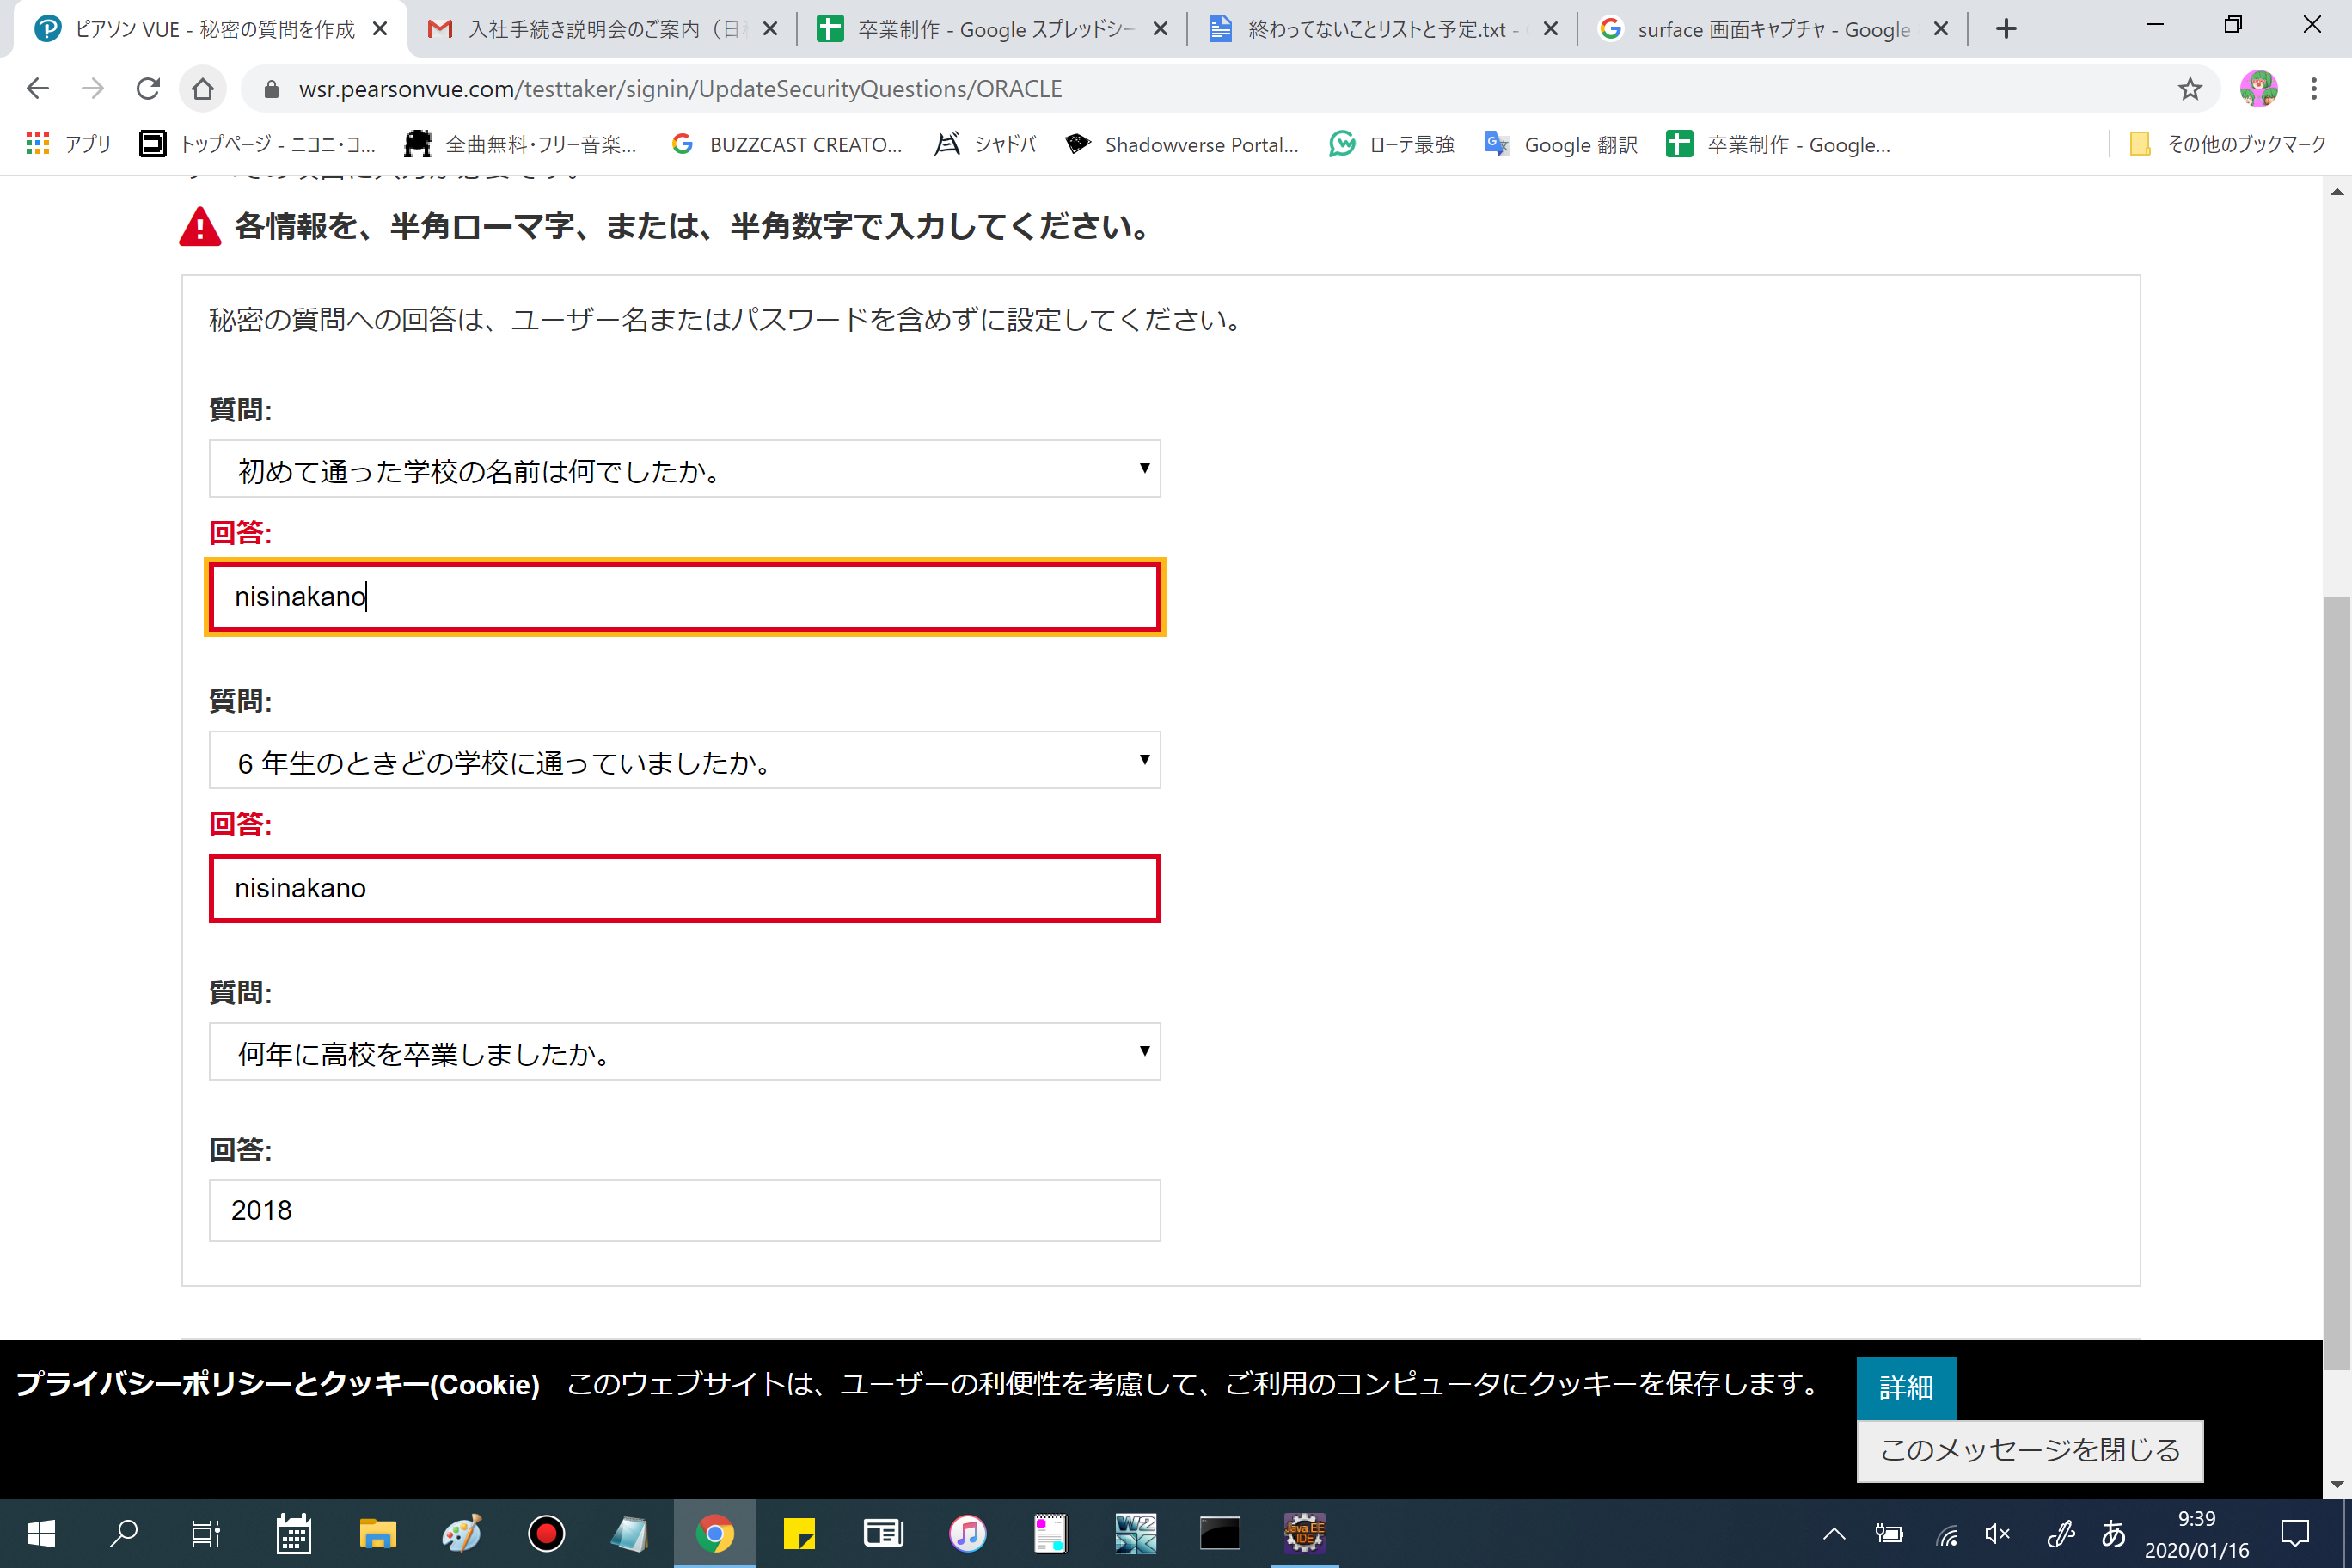 ピアソン VUE - 秘密の質問を作成
入社手続き説明会のご案内（日
卒業制作 - Google スプレッドシー
終わってないことリストと予定.txt -
surface 画面キャプチャ - Google
wsr.pearsonvue.com/testtaker/signin/UpdateSecurityQuestions/ORACLE
アプリ
トップページ - ニコニ・コ...
全曲無料・フリー音楽...
BUZZCAST CREATO...
シャドバ
Shadowverse Portal...
ローテ最強
Google 翻訳
卒業制作 - Google...
その他のブックマーク
各情報を、半角ローマ字、または、半角数字で入力してください。
秘密の質問への回答は、ユーザー名またはパスワードを含めずに設定してください。
質問:
初めて通った学校の名前は何でしたか。
回答:
nisinakano
質問:
6 年生のときどの学校に通っていましたか。
回答:
nisinakano
質問:
何年に高校を卒業しましたか。
回答:
2018
プライバシーポリシーとクッキー(Cookie) このウェブサイトは、ユーザーの利便性を考慮して、ご利用のコンピュータにクッキーを保存します。
詳細
このメッセージを閉じる
W2
Java EE
IDE
あ
9:39
2020/01/16